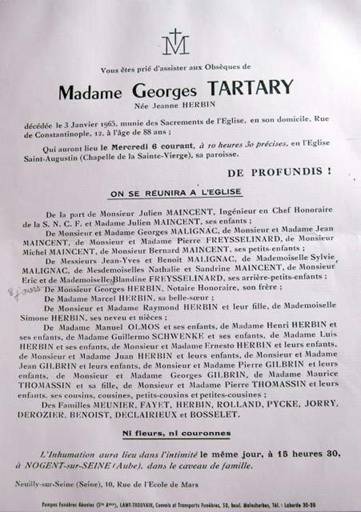 M
Vous êtes prié d'assister aux Obsèques de
Madame Georges TARTARY
Née Jeanne HERBIN
décédée le 3 Janvier 1965, munie des Sacrements de l'Eglise, en son domicile, Rue
de Constantinople, 12, à l'âge de 88 ans ;
Qui auront lieu le Mercredi 6 courant, à 10 heures 30 précises, en l'Eglise
Saint-Augustin (Chapelle de la Sainte-Vierge), sa paroisse.
DE PROFUNDIS !
ON SE REUNIRA A L'EGLISE
De la part de Monsieur Julien MAINCENT, Ingénieur en Chef Honoraire
de la S. N. C. F. et Madame Julien MAINCENT, ses enfants ;
De Monsieur et Madame Georges MALIGNAC, de Monsieur et Madame Jean
MAINCENT, de Monsieur et Madame Pierre FREYSSELINARD, de Monsieur
Michel MAINCENT, de Monsieur Bernard MAINCENT, ses petits-enfants ;
De Messieurs Jean-Yves et Benoit MALIGNAC, de Mademoiselle Sylvie
MALIGNAC, de Mesdemoiselles Nathalie et Sandrine MAINCENT, de Monsieur
Eric et de Mademoiselle Blandine FREYSSELINARD, ses arrière-petits-enfants ;
De Monsieur Georges HERBIN, Notaire Honoraire, son frère ;
De Madame Marcel HERBIN, sa belle-sœur ;
De Monsieur et Madame Raymond HERBIN et leur fille, de Mademoiselle
Simone HERBIN, ses neveu et nièces ;
De Madame Manuel OLMOS et ses enfants, de Madame Henri HERBIN et
ses enfants, de Madame Guillermo SCHWENKE et ses enfants, de Madame Luis
HERBIN et ses enfants, de Monsieur et Madame Ernesto HERBIN et leurs enfants,
de Monsieur et Madame Juan HERBIN et leurs enfants, de Monsieur et Madame
Jean GILBRIN et leurs enfants, de Monsieur et Madame Pierre GILBRIN et leurs
enfants, de Monsieur et Madame Georges GILBRIN, de Madame Maurice
THOMASSIN et sa fille, de Monsieur et Madame Pierre THOMASSIN et leurs
enfants, ses cousins, cousines, petits-cousins et petites-cousines ;
Des Familles MEUNIER, FAYET, HERBIN, ROLLAND, PYCKE, JORRY,
DEROZIER, BENOIST, DECLAIRIEUX et BOSSELET.
Ni fleurs, ni couronnes
L'Inhumation aura lieu dans l'intimité le même jour, à 15 heures 30,
à NOGENT-sur-SEINE (Aube), dans le caveau de famille.
Neuilly-sur-Seine (Seine), 10, Rue de l'Ecole de Mars